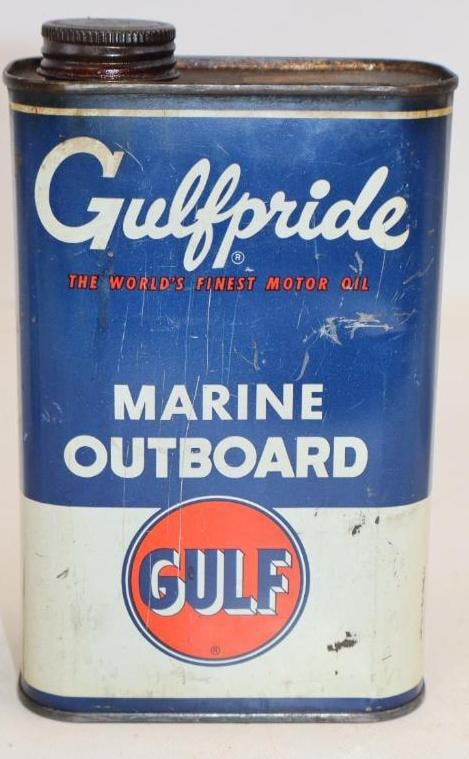 Gulfpride
®
THE WORLD'S FINEST MOTOR OIL
MARINE
OUTBOARD
GULF
®